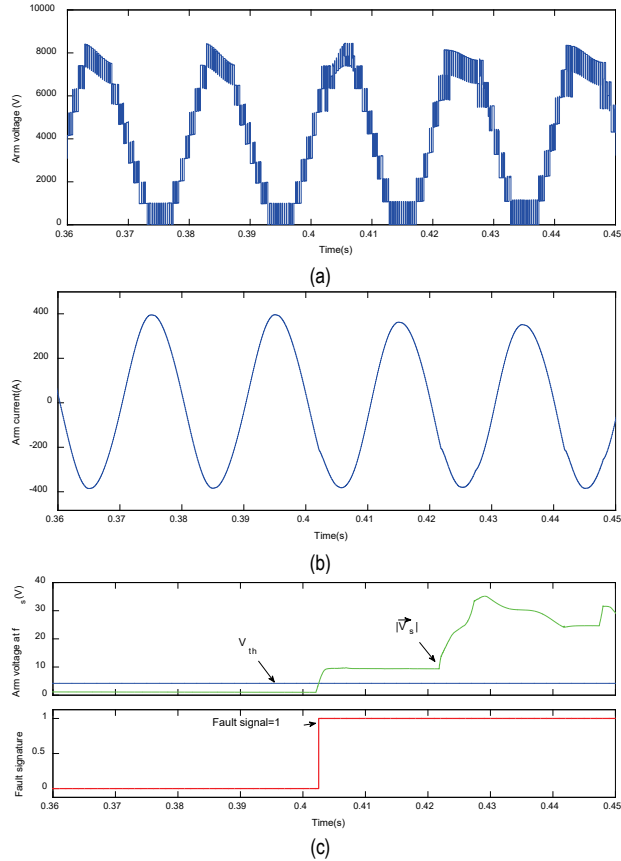 10000
8000
6000
4000
2000
0
Arm voltage (V)
0.36 0.37 0.38 0.39 0.4 0.41 0.42 0.43 0.44 0.45
Time(s)
(a)
400
200
0
-200
-400
Arm current(A)
0.36 0.37 0.38 0.39 0.4 0.41 0.42 0.43 0.44 0.45
Time(s)
(b)
40
30
20
10
0
Arm voltage at f s(V)
V th
|V s|
1
0.5
0
Fault signature
Fault signal=1
0.36 0.37 0.38 0.39 0.4 0.41 0.42 0.43 0.44 0.45
Time(s)
(c)